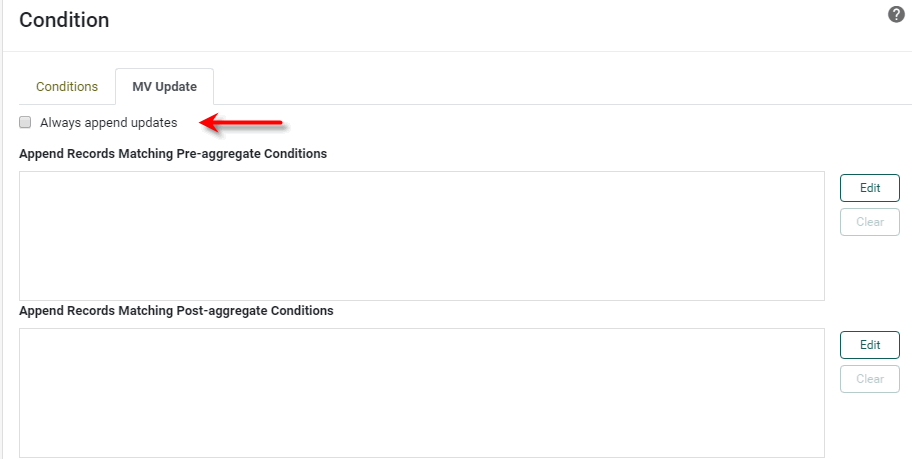 Condition
?
Conditions
MV Update
Always append updates
Append Records Matching Pre-aggregate Conditions
Edit
Clear
Append Records Matching Post-aggregate Conditions
Edit
Clear